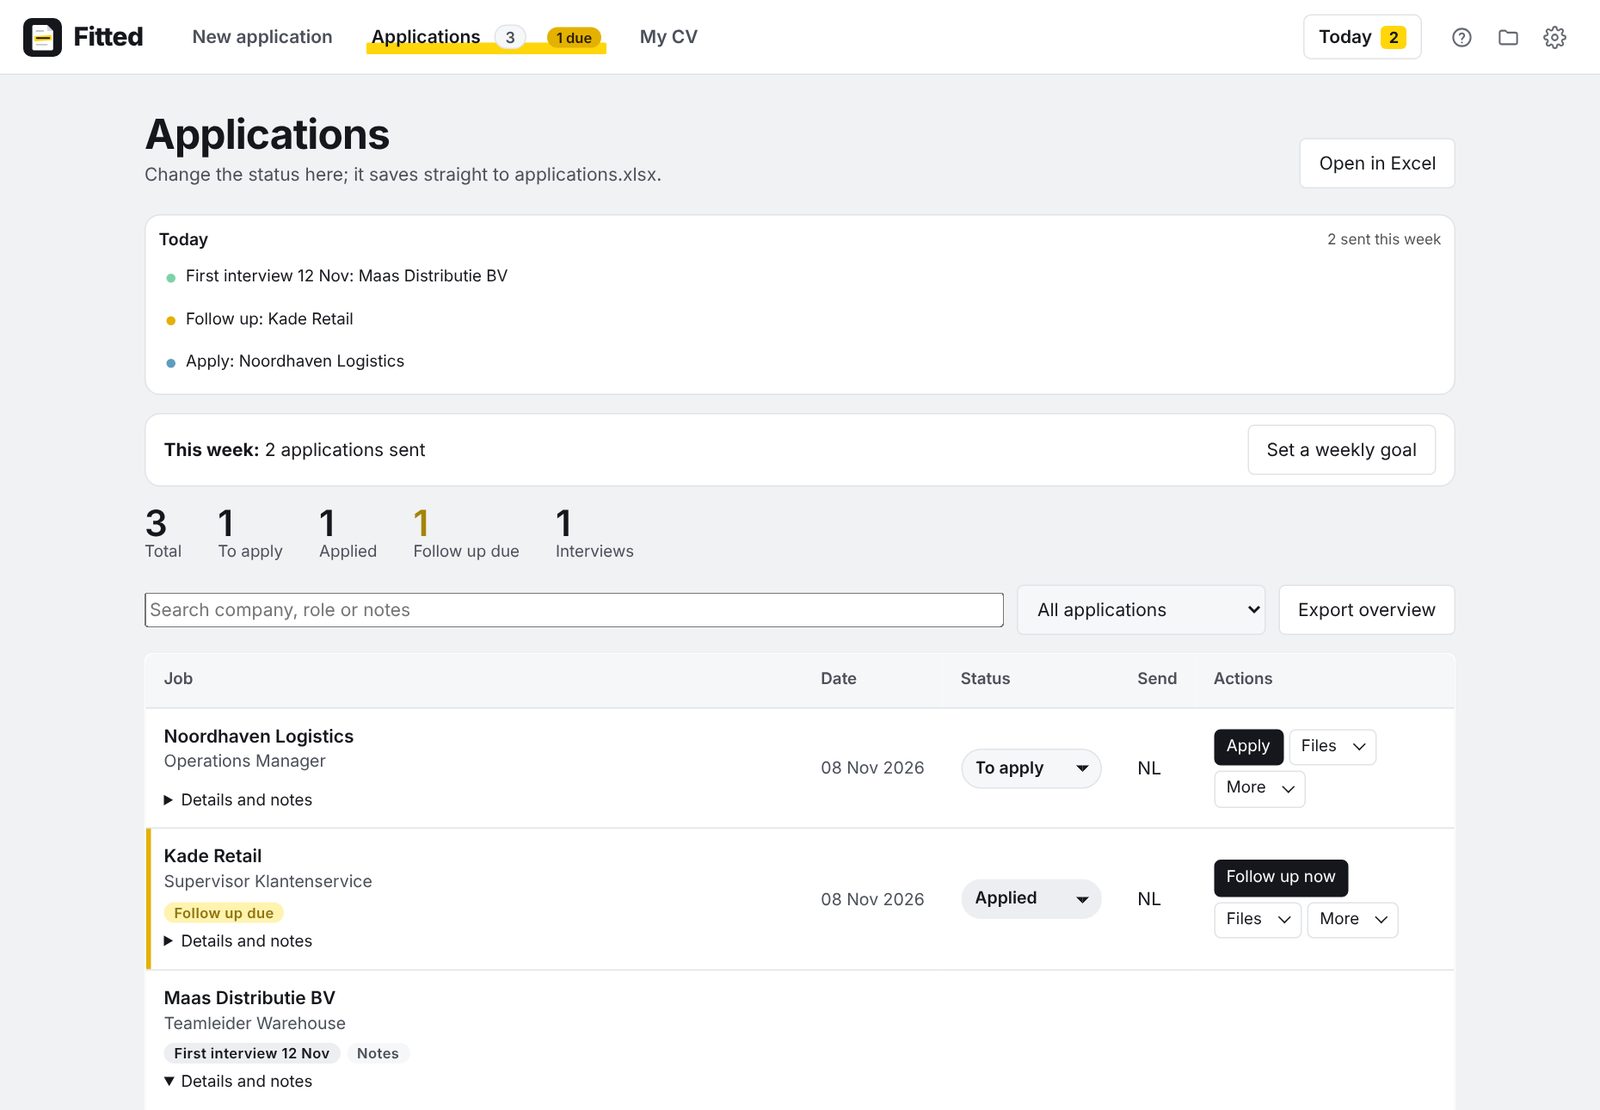 Fitted
New application
Applications 3 1 due
My CV
Today 2
Applications
Change the status here; it saves straight to applications.xlsx.
Open in Excel
Today
2 sent this week
First interview 12 Nov: Maas Distributie BV
Follow up: Kade Retail
Apply: Noordhaven Logistics
This week: 2 applications sent
Set a weekly goal
3 1 1 1 1
Total To apply Applied Follow up due Interviews
Search company, role or notes
All applications
Export overview
Job Date Status Send Actions
Noordhaven Logistics
Operations Manager
Details and notes
08 Nov 2026
To apply
NL
Apply Files
More
Kade Retail
Supervisor Klantenservice
Follow up due
Details and notes
08 Nov 2026
Applied
NL
Follow up now
Files More
Maas Distributie BV
Teamleider Warehouse
First interview 12 Nov Notes
Details and notes